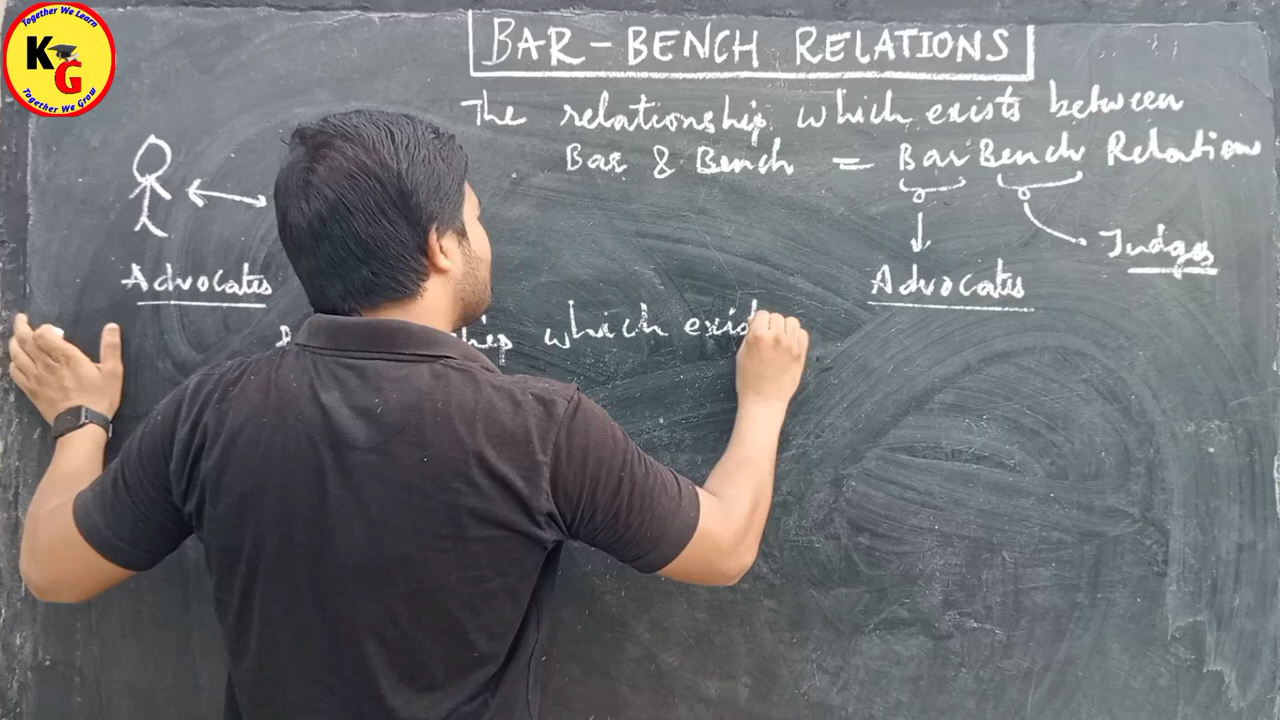 Together We Learn
KG
Together We Grow
BAR-BENCH RELATIONS
The relationship which exists between
Bar & Bench = Bar Bench Relation
Judges
Advocates
Advocates
which exist